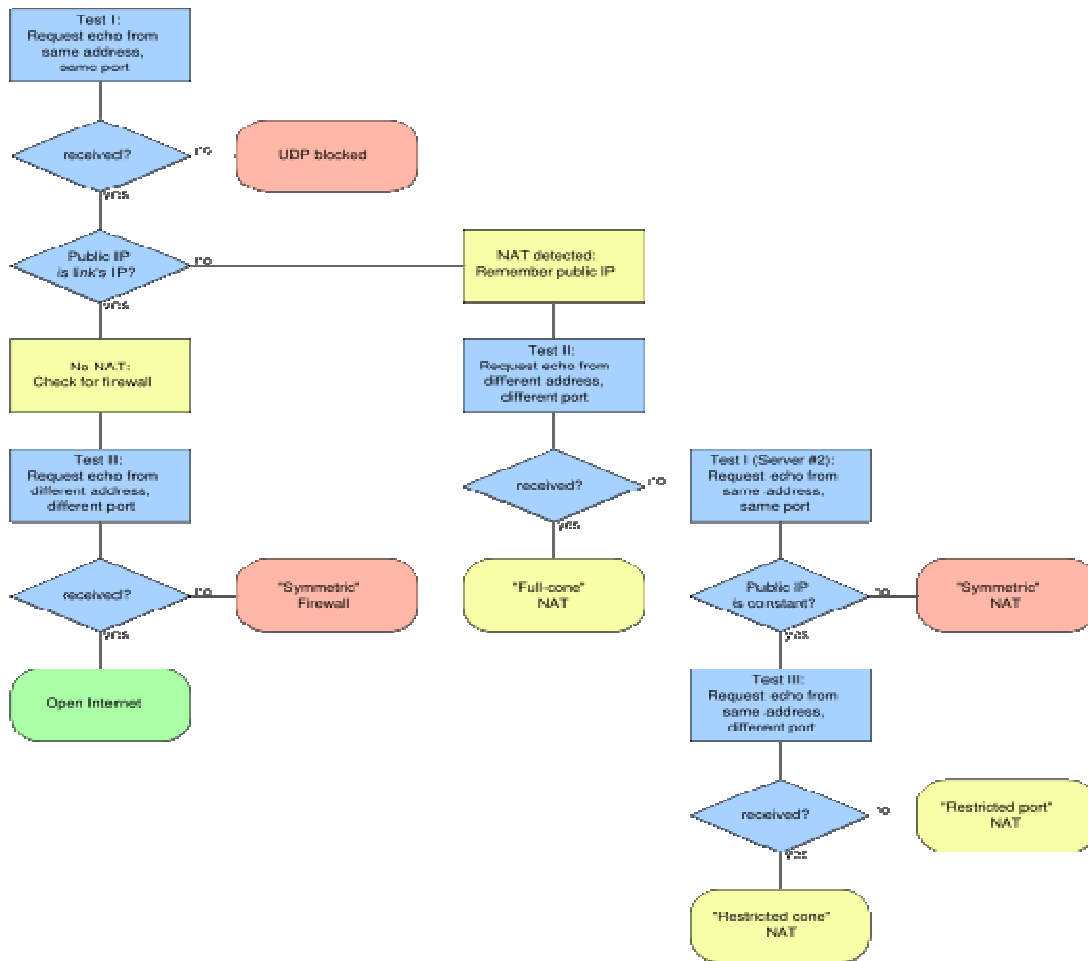 Test I:
Request echo from
same address,
same port
received?
no
UDP blocked
yes
Public IP
is link's IP?
no
NAT detected:
Remember public IP
yes
No NAT:
Check for firewall
Test II:
Request echo from
different address,
different port
Test III:
Request echo from
different address,
different port
received?
no
Test I (Server #2):
Request echo from
same address,
same port
yes
received?
no
"Symmetric"
Firewall
"Full-cone"
NAT
Public IP
is constant?
no
"Symmetric"
NAT
yes
yes
Open Internet
Test III:
Request echo from
same address,
different port
received?
no
"Restricted port"
NAT
yes
"Restricted cone"
NAT